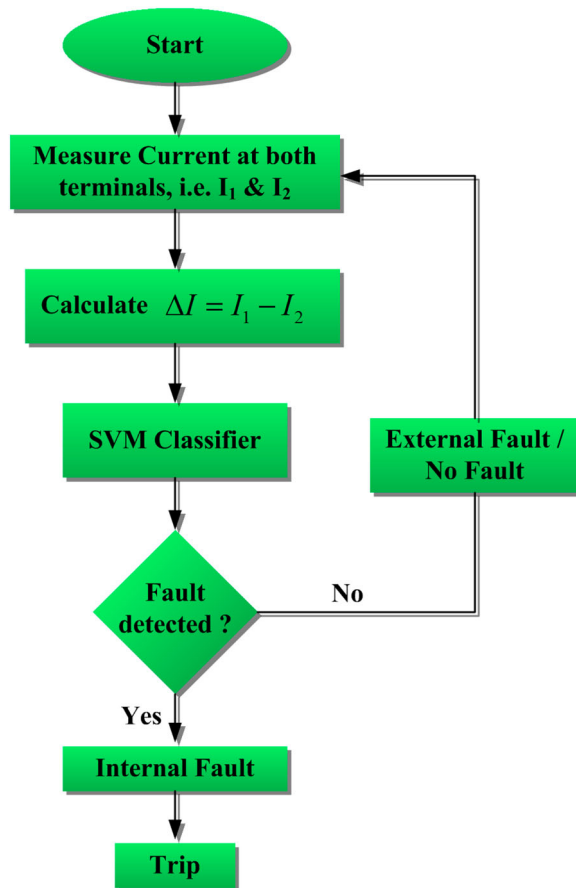 Start
Measure Current at both
terminals, i.e. I₁ & I₂
Calculate ΔI = I₁ − I₂
SVM Classifier
External Fault /
No Fault
Fault
detected ?
No
Yes
Internal Fault
Trip